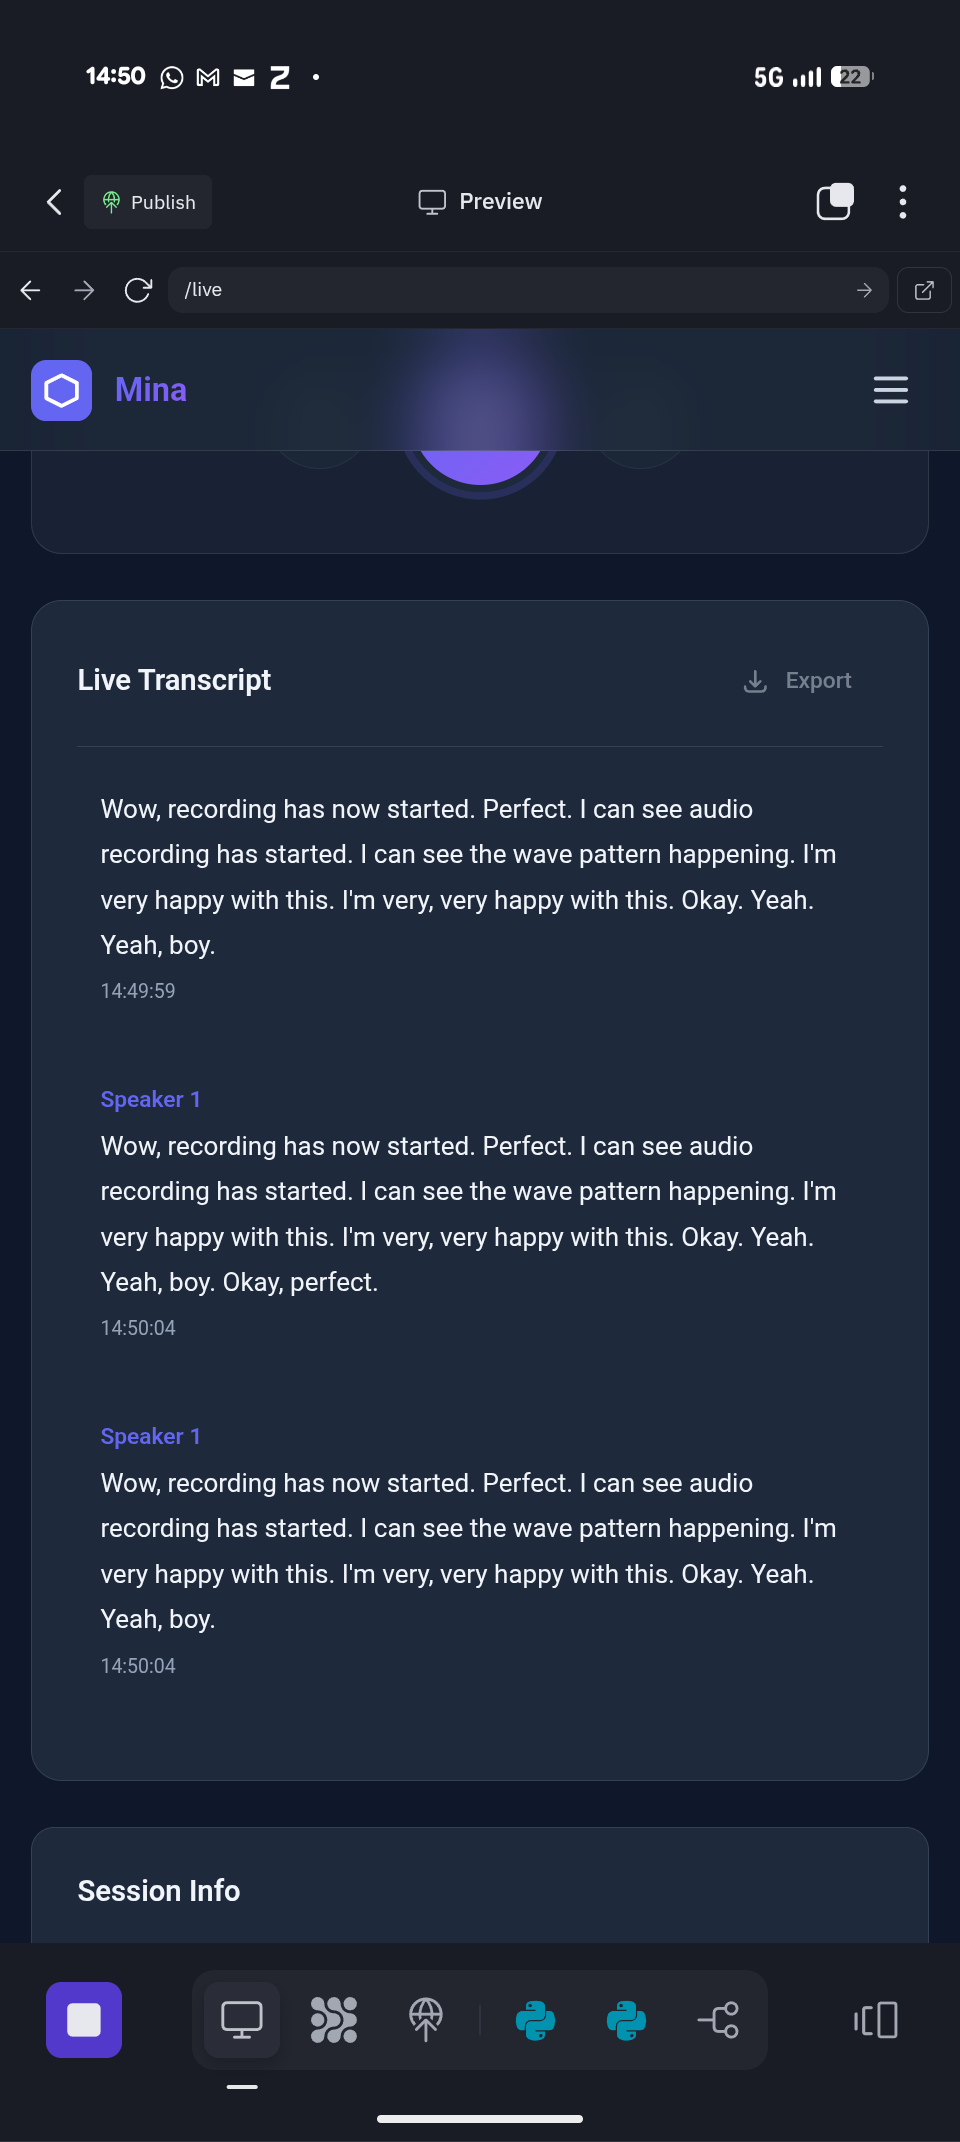 14:50
5G 22
Publish
Preview
/live
Mina
Live Transcript
Export
Wow, recording has now started. Perfect. I can see audio
recording has started. I can see the wave pattern happening. I'm
very happy with this. I'm very, very happy with this. Okay. Yeah.
Yeah, boy.
14:49:59
Speaker 1
Wow, recording has now started. Perfect. I can see audio
recording has started. I can see the wave pattern happening. I'm
very happy with this. I'm very, very happy with this. Okay. Yeah.
Yeah, boy. Okay, perfect.
14:50:04
Speaker 1
Wow, recording has now started. Perfect. I can see audio
recording has started. I can see the wave pattern happening. I'm
very happy with this. I'm very, very happy with this. Okay. Yeah.
Yeah, boy.
14:50:04
Session Info